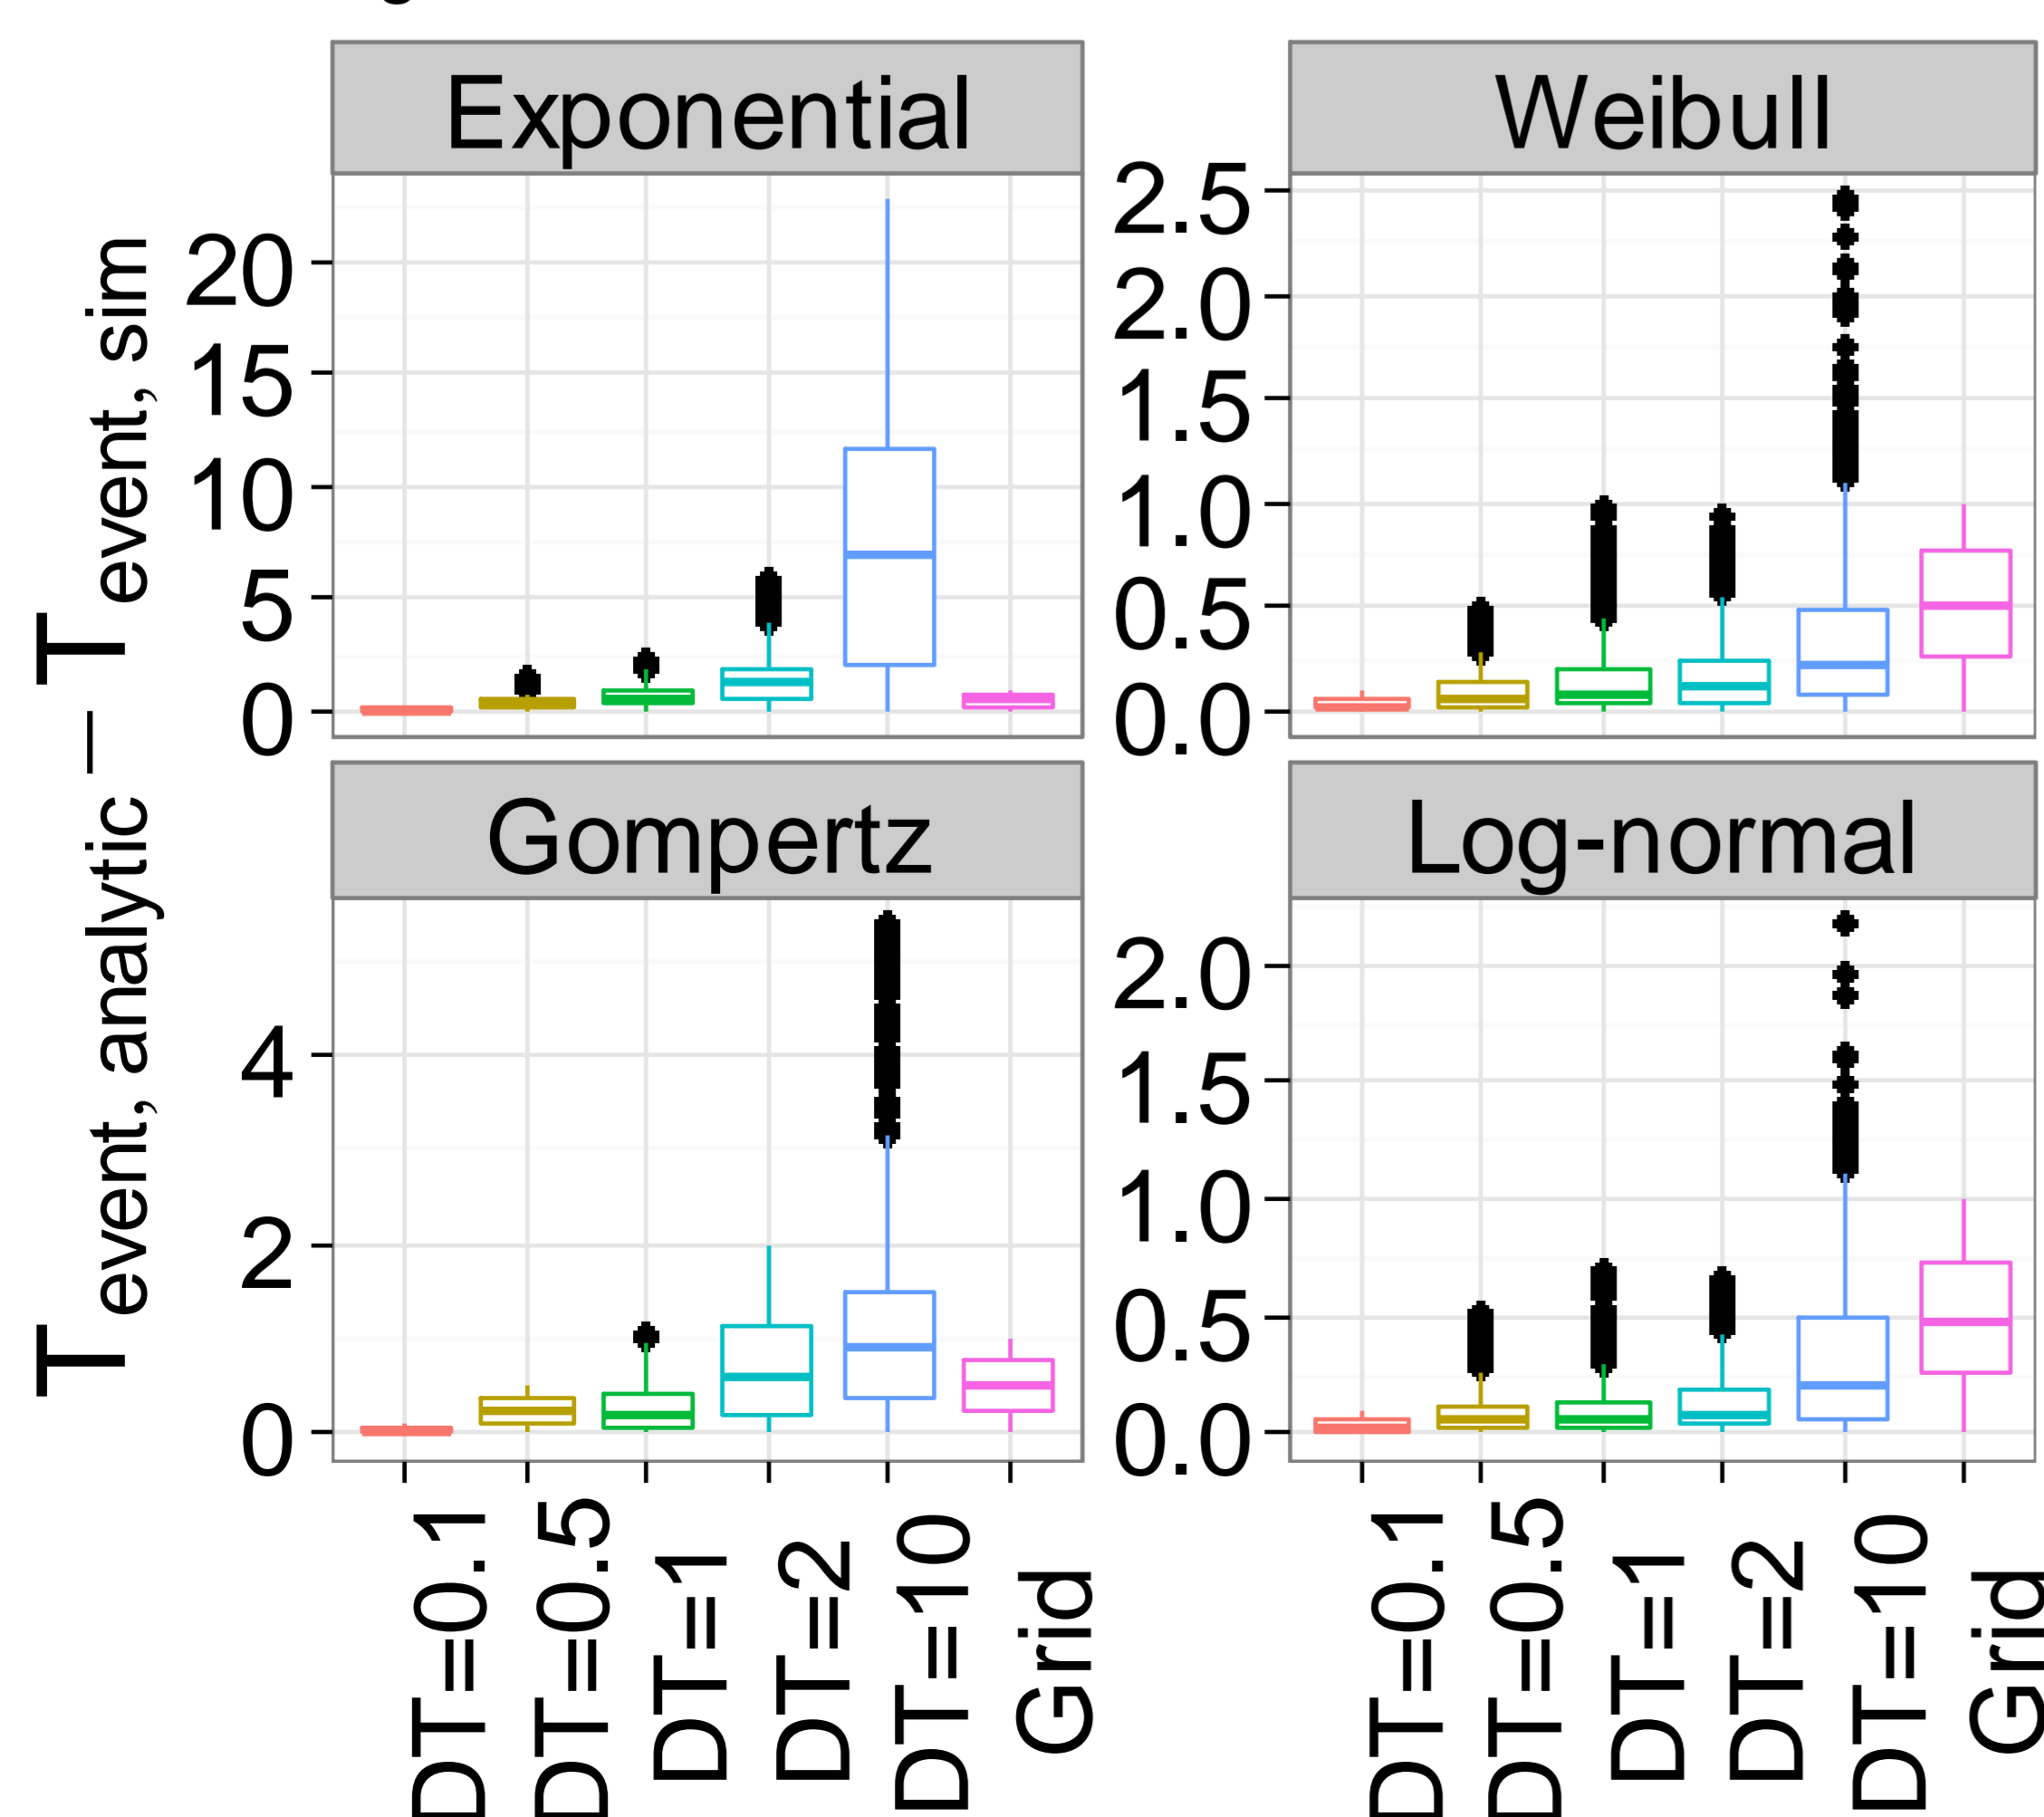 Exponential
Weibull
20
15
10
5
0
2.5
2.0
1.5
1.0
0.5
0.0
T event, analytic – T event, sim
Gompertz
Log-normal
4
2
0
2.0
1.5
1.0
0.5
0.0
DT=0.1
DT=0.5
DT=1
DT=2
DT=10
Grid
DT=0.1
DT=0.5
DT=1
DT=2
DT=10
Grid